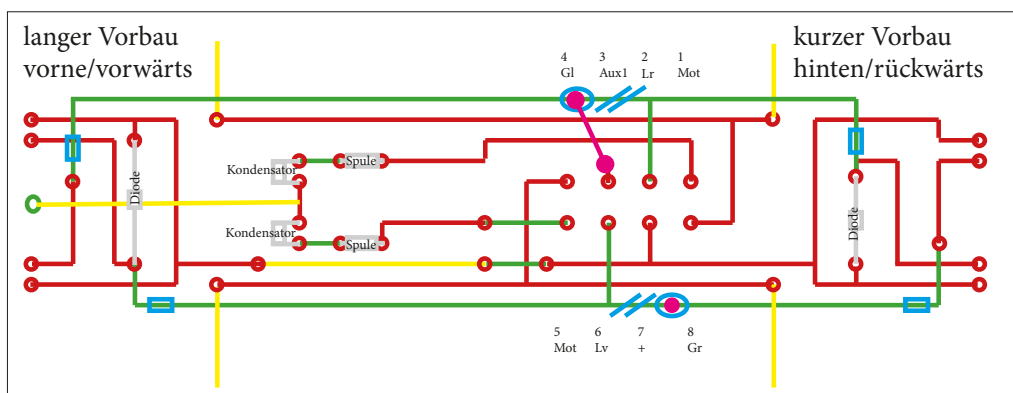 langer Vorbau
vorne/vorwärts
kurzer Vorbau
hinten/rückwärts
4 3 2 1
Gl Aux1 Lr Mot
Kondensator
Spule
Diode
Diode
Kondensator
Spule
5 6 7 8
Mot Lv + Gr